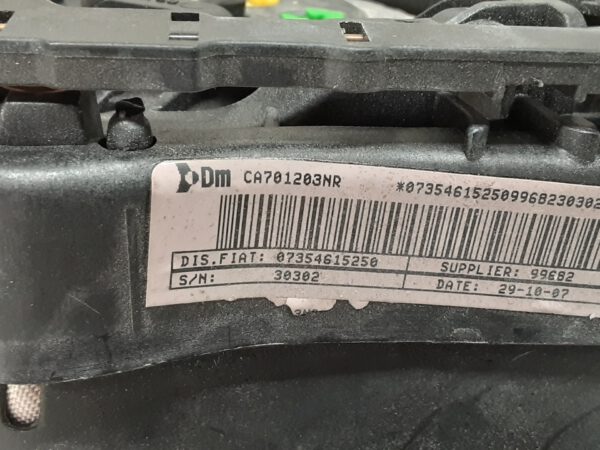 Dm CA701203NR *073546152509968230302
DIS.FIAT: 07354615250 SUPPLIER: 99682
S/N: 30302 DATE: 29-10-07